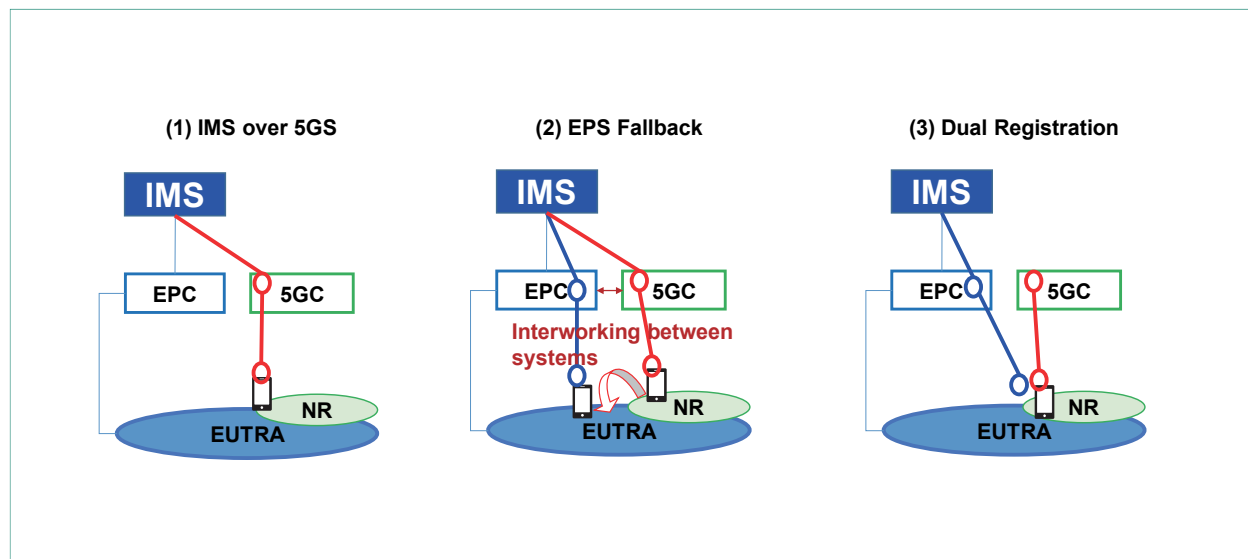 (1) IMS over 5GS
(2) EPS Fallback
(3) Dual Registration
IMS
IMS
IMS
EPC
5GC
EPC
5GC
EPC
5GC
Interworking between
systems
NR
EUTRA
NR
EUTRA
NR
EUTRA